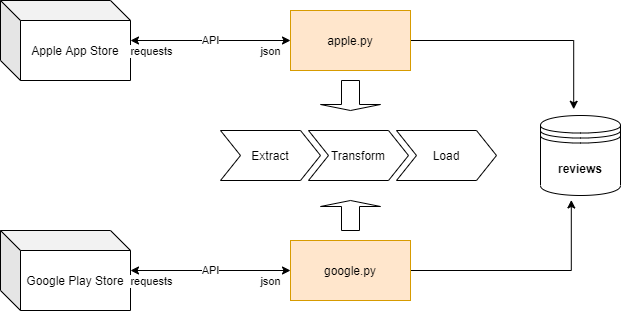 Apple App Store
API
requests
json
apple.py
Extract
Transform
Load
reviews
Google Play Store
API
requests
json
google.py